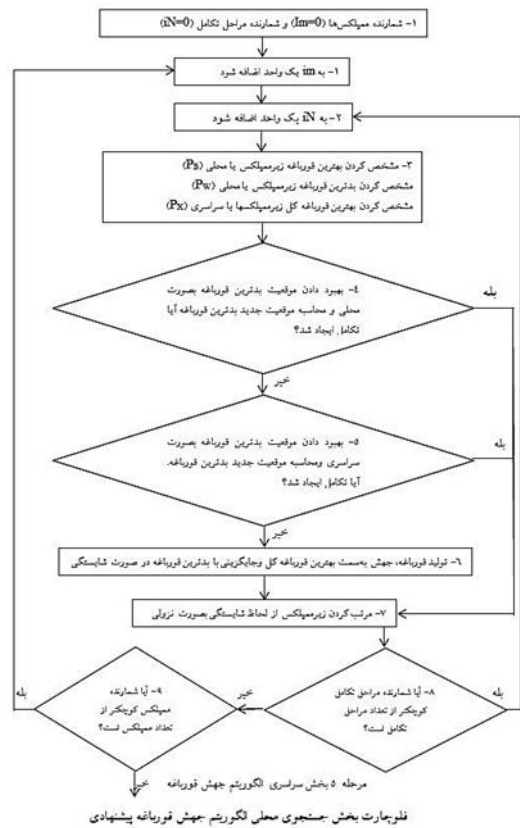 ۱- شمارنده ممپلکس‌ها (Im=0) و شمارنده مراحل تکامل (iN=0)
۱- به im یک واحد اضافه شود
۲- به iN یک واحد اضافه شود
۳- مشخص کردن بهترین قورباغه زیرممپلکس یا محلی (PB)
مشخص کردن بدترین قورباغه زیرممپلکس یا محلی (PW)
مشخص کردن بهترین قورباغه کل زیرممپلکسها یا سراسری (PX)
۴- بهبود دادن موقعیت بدترین قورباغه بصورت
محلی و محاسبه موقعیت جدید بدترین قورباغه آیا
تکامل ایجاد شد؟
بله
خیر
۵- بهبود دادن موقعیت بدترین قورباغه بصورت
سراسری ومحاسبه موقعیت جدید بدترین قورباغه.
آیا تکامل ایجاد شد؟
بله
خیر
۶- تولید قورباغه، جهش به‌سمت بهترین قورباغه کل وجایگزینی با بدترین قورباغه در صورت شایستگی
۷- مرتب کردن زیرممپلکس از لحاظ شایستگی بصورت نزولی
۸- آیا شمارنده مراحل تکامل
کوچکتر از تعداد مراحل
تکامل است؟
بله
خیر
۹- آیا شمارنده
ممپلکس کوچکتر از
تعداد ممپلکس است؟
بله
خیر
مرحله ۵ بخش سراسری الگوریتم جهش قورباغه
فلوچارت بخش جستجوی محلی الگوریتم جهش قورباغه پیشنهادی